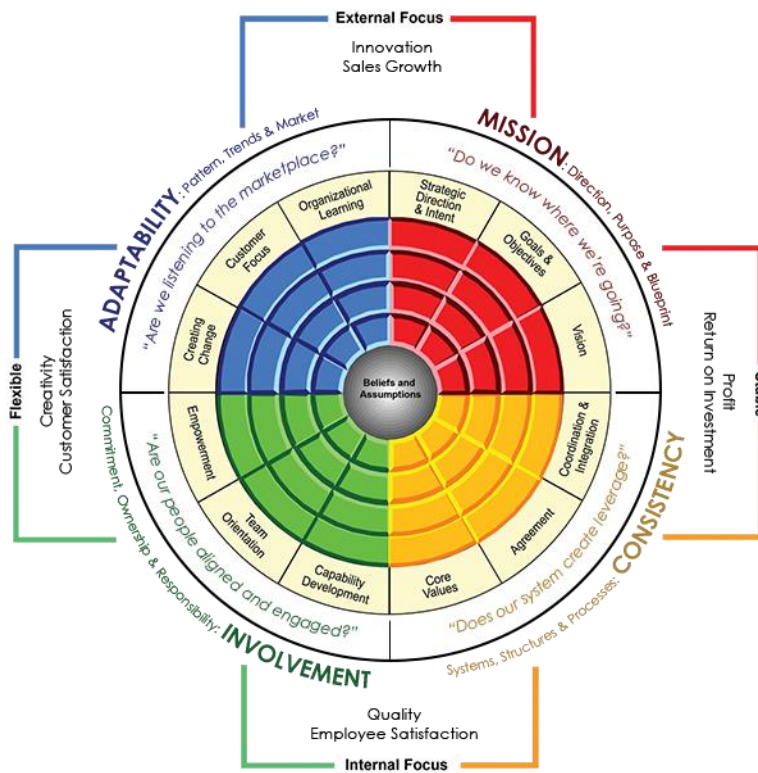 External Focus
Innovation
Sales Growth
ADAPTABILITY: Pattern, Trends & Market
"Are we listening to the marketplace?"
MISSION: Direction, Purpose & Blueprint
"Do we know where we're going?"
Organizational
Learning
Customer
Focus
Creating
Change
Strategic
Direction
& Intent
Goals &
Objectives
Vision
Flexible
Creativity
Customer Satisfaction
Beliefs and
Assumptions
Return on Investment
Profit
Empowerment
Team
Orientation
Capability
Development
Coordination &
Integration
Agreement
Core
Values
"Are our people aligned and engaged?"
Commitment, Ownership & Responsibility: INVOLVEMENT
"Does our system create leverage?"
Systems, Structures & Processes: CONSISTENCY
Quality
Employee Satisfaction
Internal Focus